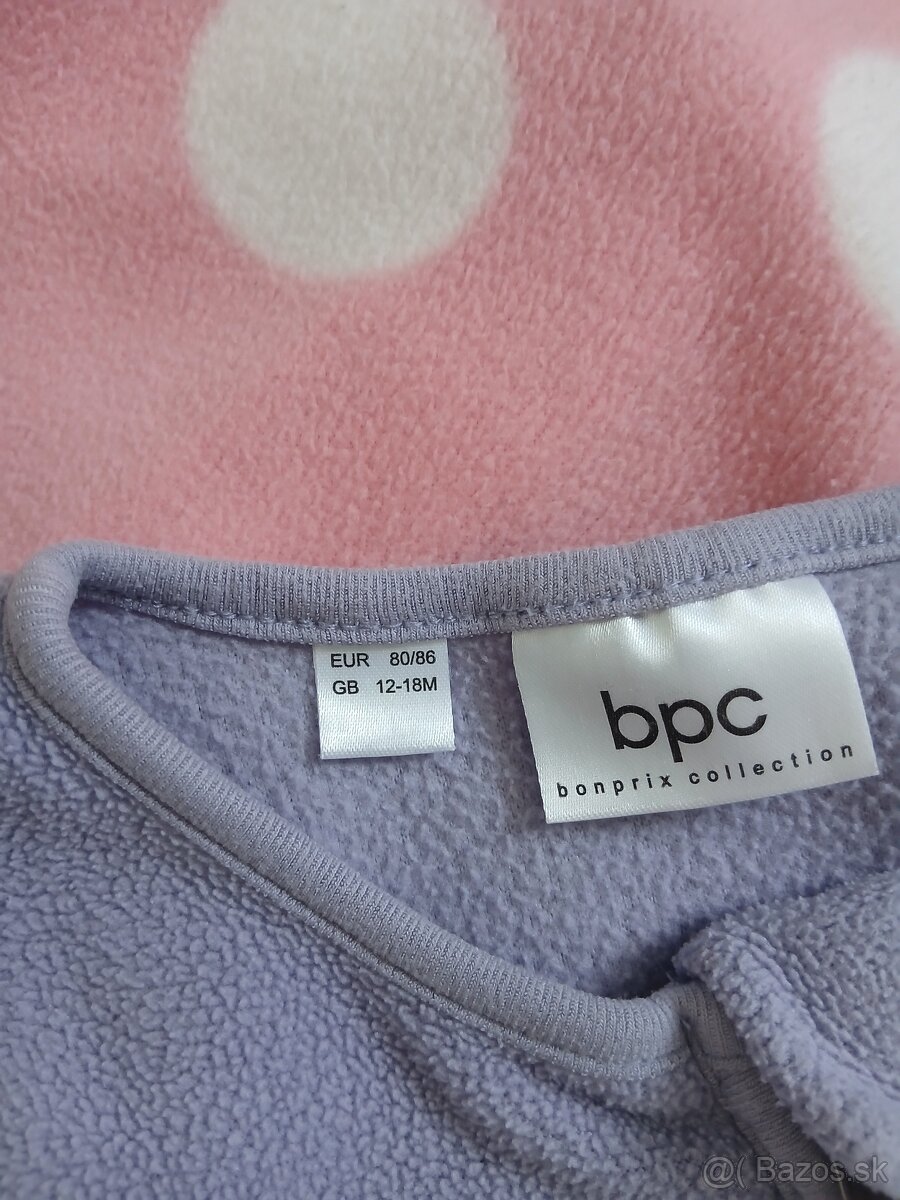 EUR 80/86
GB 12-18M
bpc
bonprix collection
@( Bazos.sk